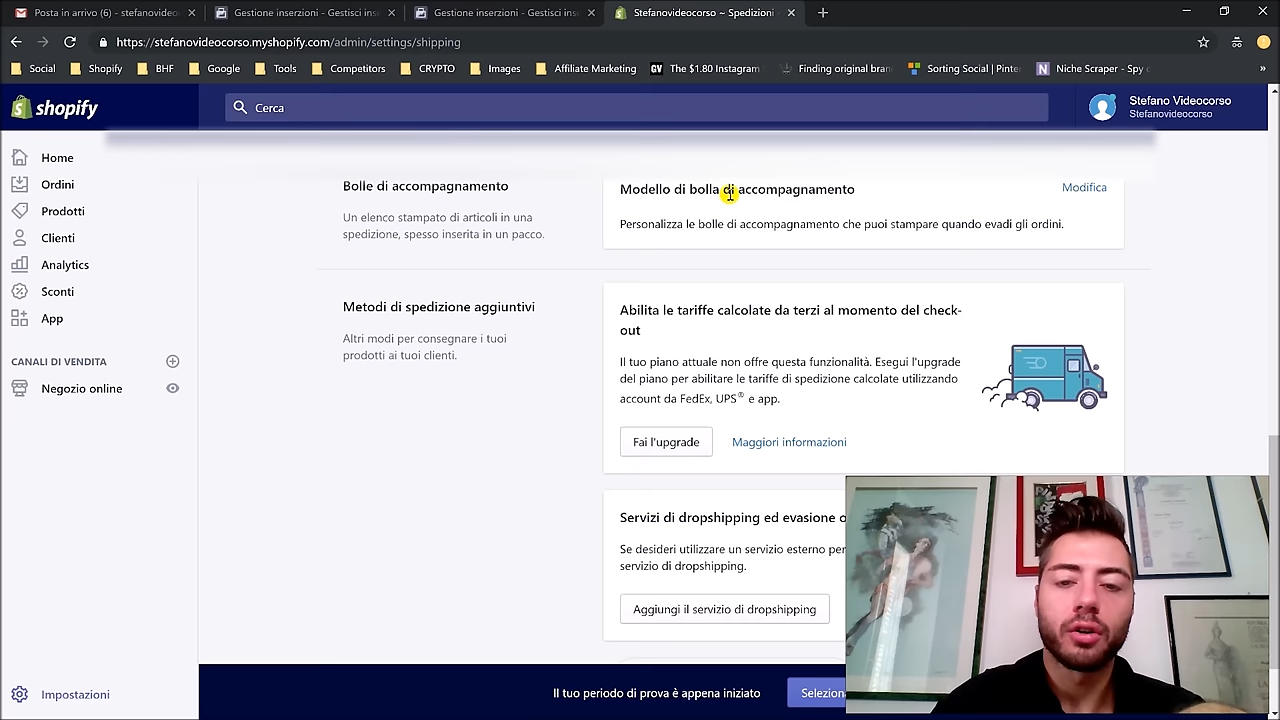 Posta in arrivo (6) - stefanovideoc
Gestione inserzioni - Gestisci ins
Gestione inserzioni - Gestisci ins
Stefanovideocorso ~ Spedizioni
https://stefanovideocorso.myshopify.com/admin/settings/shipping
Social
Shopify
BHF
Google
Tools
Competitors
CRYPTO
Images
Affiliate Marketing
GV
The $1.80 Instagram
Finding original bran
Sorting Social | Pinte
N
Niche Scraper - Spy
shopify
Cerca
Stefano Videocorso
Stefanovideocorso
Home
Ordini
Prodotti
Clienti
Analytics
Sconti
App
CANALI DI VENDITA
Negozio online
Impostazioni
Bolle di accompagnamento
Un elenco stampato di articoli in una
spedizione, spesso inserita in un pacco.
Modello di bolla di accompagnamento
Modifica
Personalizza le bolle di accompagnamento che puoi stampare quando evadi gli ordini.
Metodi di spedizione aggiuntivi
Altri modi per consegnare i tuoi
prodotti ai tuoi clienti.
Abilita le tariffe calcolate da terzi al momento del check-
out
Il tuo piano attuale non offre questa funzionalità. Esegui l'upgrade
del piano per abilitare le tariffe di spedizione calcolate utilizzando
account da FedEx, UPS® e app.
Fai l'upgrade
Maggiori informazioni
Servizi di dropshipping ed evasione o
Se desideri utilizzare un servizio esterno per
servizio di dropshipping.
Aggiungi il servizio di dropshipping
Il tuo periodo di prova è appena iniziato
Selezion